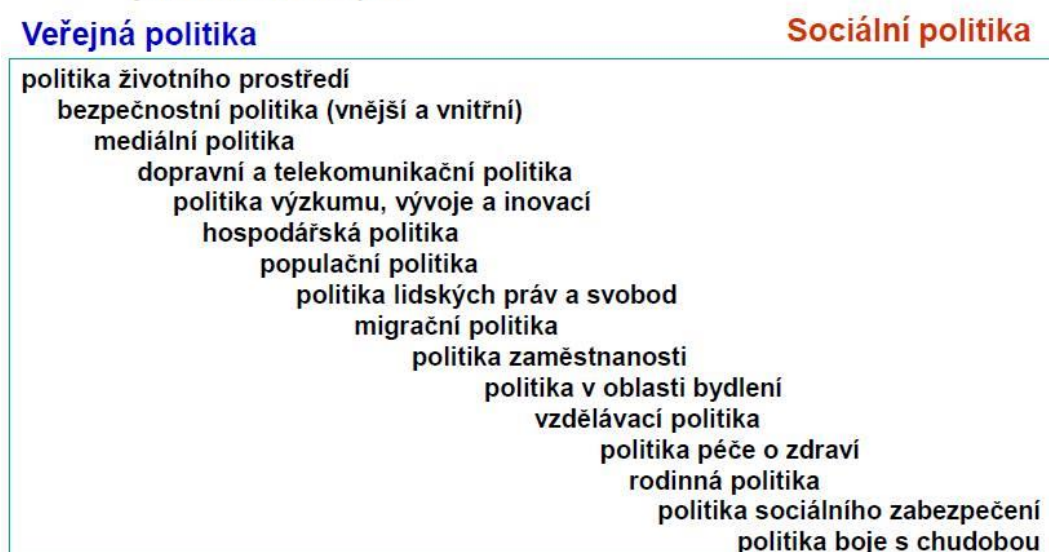 Veřejná politika
Sociální politika
politika životního prostředí
bezpečnostní politika (vnější a vnitřní)
mediální politika
dopravní a telekomunikační politika
politika výzkumu, vývoje a inovací
hospodářská politika
populační politika
politika lidských práv a svobod
migrační politika
politika zaměstnanosti
politika v oblasti bydlení
vzdělávací politika
politika péče o zdraví
rodinná politika
politika sociálního zabezpečení
politika boje s chudobou